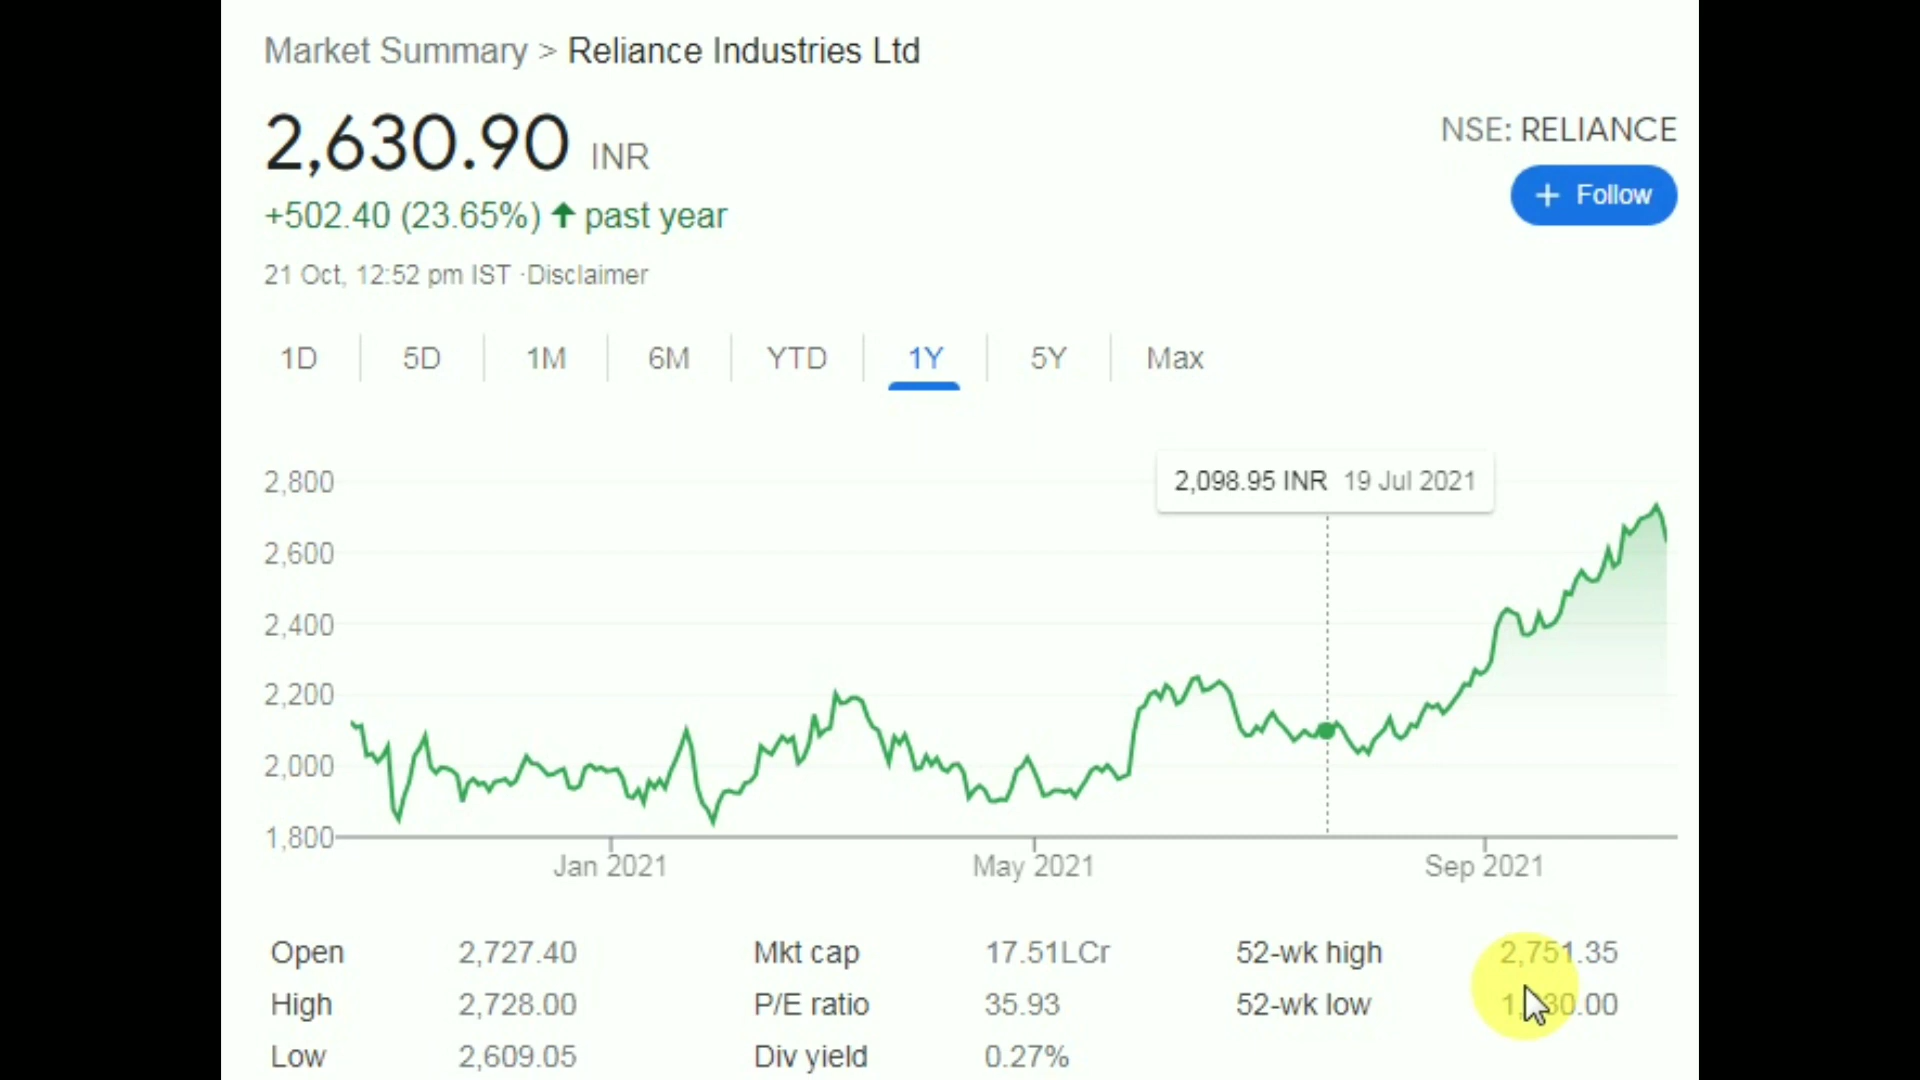 Market Summary > Reliance Industries Ltd
2,630.90 INR
NSE: RELIANCE
+ Follow
+502.40 (23.65%) ↑ past year
21 Oct, 12:52 pm IST ·Disclaimer
1D 5D 1M 6M YTD 1Y 5Y Max
2,098.95 INR 19 Jul 2021
2,800
2,600
2,400
2,200
2,000
1,800
Jan 2021 May 2021 Sep 2021
Open 2,727.40 Mkt cap 17.51LCr 52-wk high 2,751.35
High 2,728.00 P/E ratio 35.93 52-wk low
Low 2,609.05 Div yield 0.27%